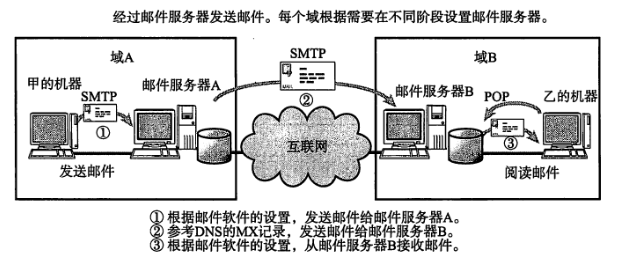 经过邮件服务器发送邮件。每个域根据需要在不同阶段设置邮件服务器。
域A
SMTP
域B
甲的机器
邮件服务器A
SMTP
①
MAIL
②
邮件服务器B
POP
乙的机器
③
互联网
发送邮件
阅读邮件
① 根据邮件软件的设置，发送邮件给邮件服务器A。
② 参考DNS的MX记录，发送邮件给邮件服务器B。
③ 根据邮件软件的设置，从邮件服务器B接收邮件。